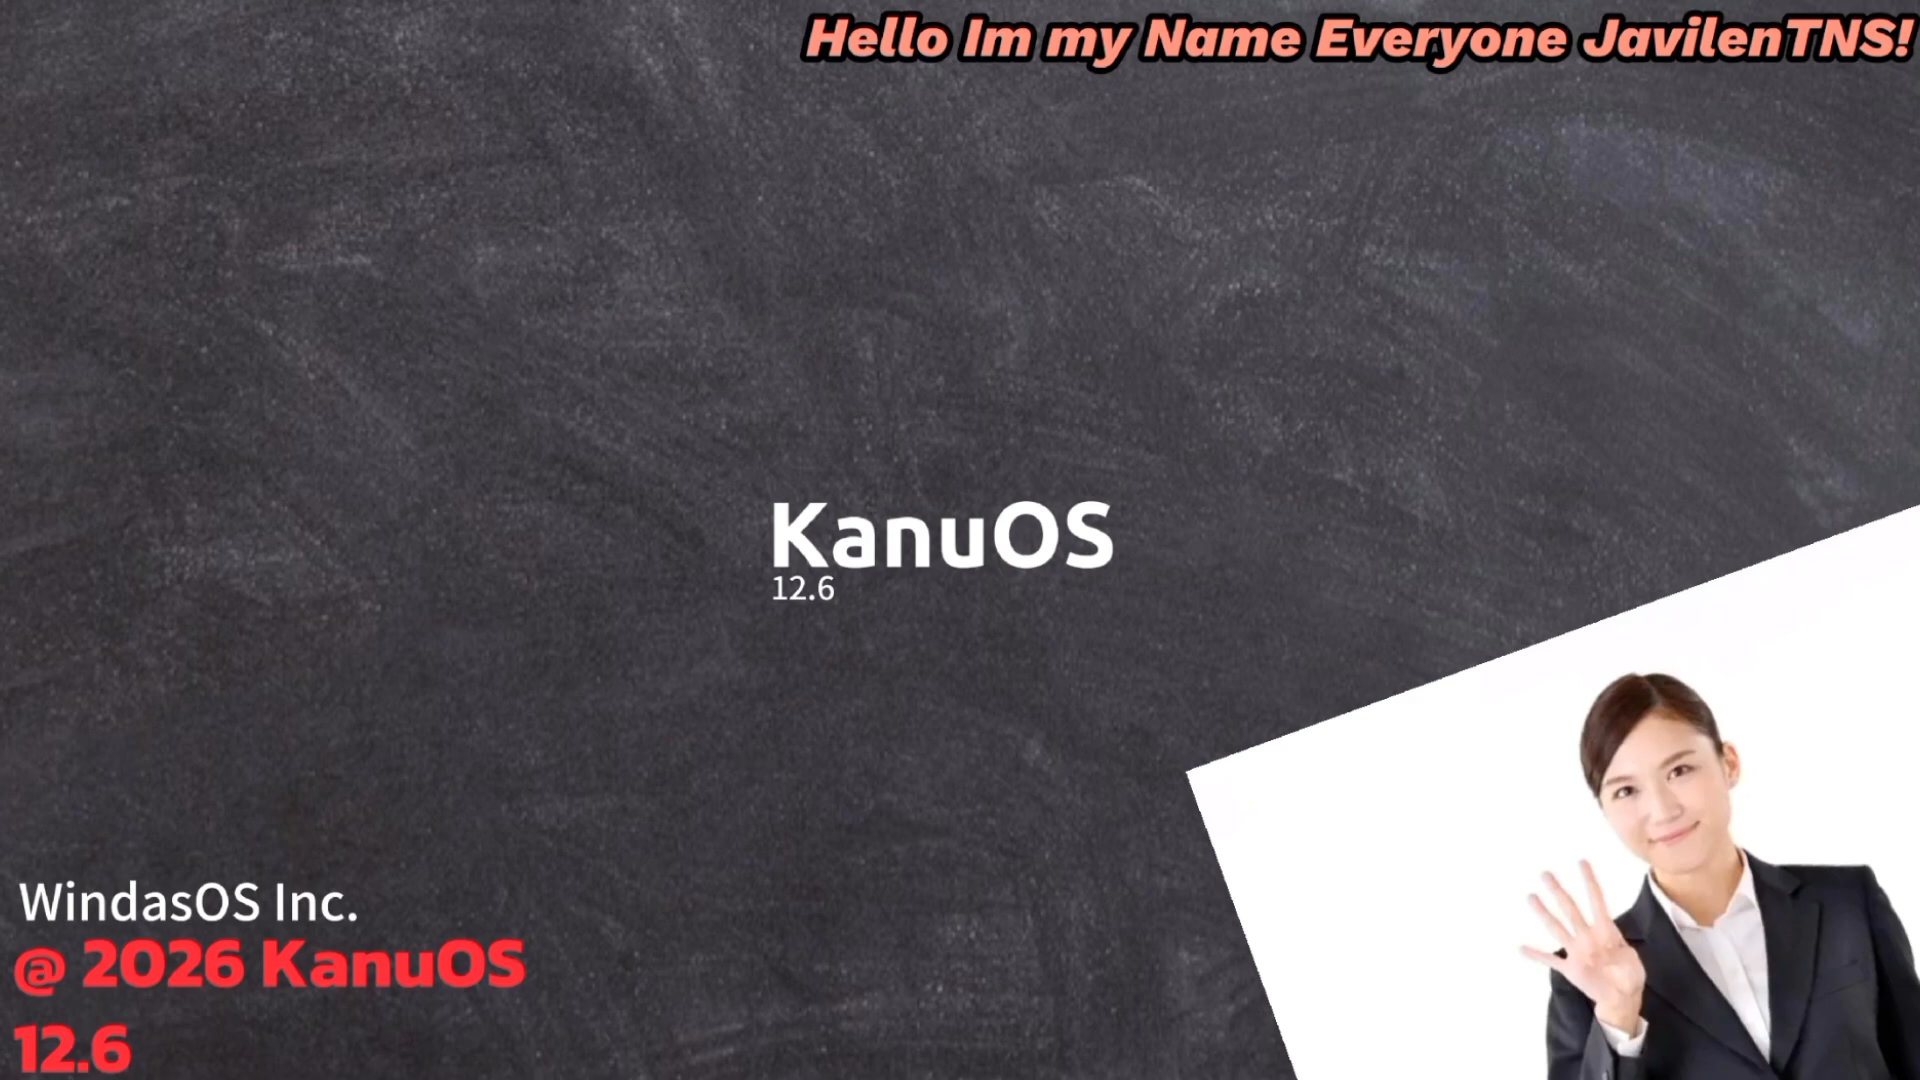 Hello Im my Name Everyone JavilenTNS!
KanuOS
12.6
WindasOS Inc.
@ 2026 KanuOS
12.6